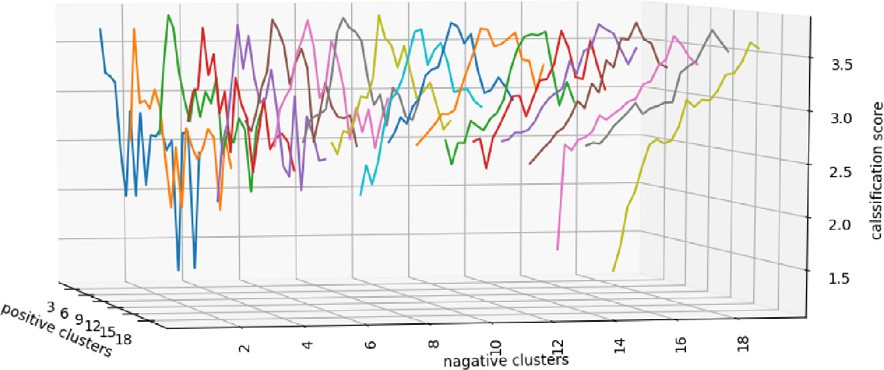 3.5
3.0
2.5
2.0
1.5
calssification score
3 6 9 12 15 18
positive clusters
2 4 6 8 10 12 14 16 18
nagative clusters